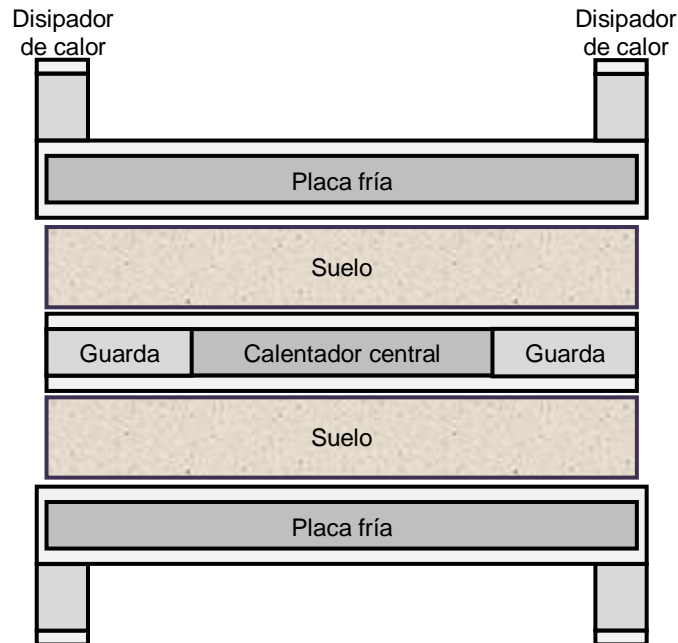 Disipador
de calor
Disipador
de calor
Placa fría
Suelo
Guarda
Calentador central
Guarda
Suelo
Placa fría